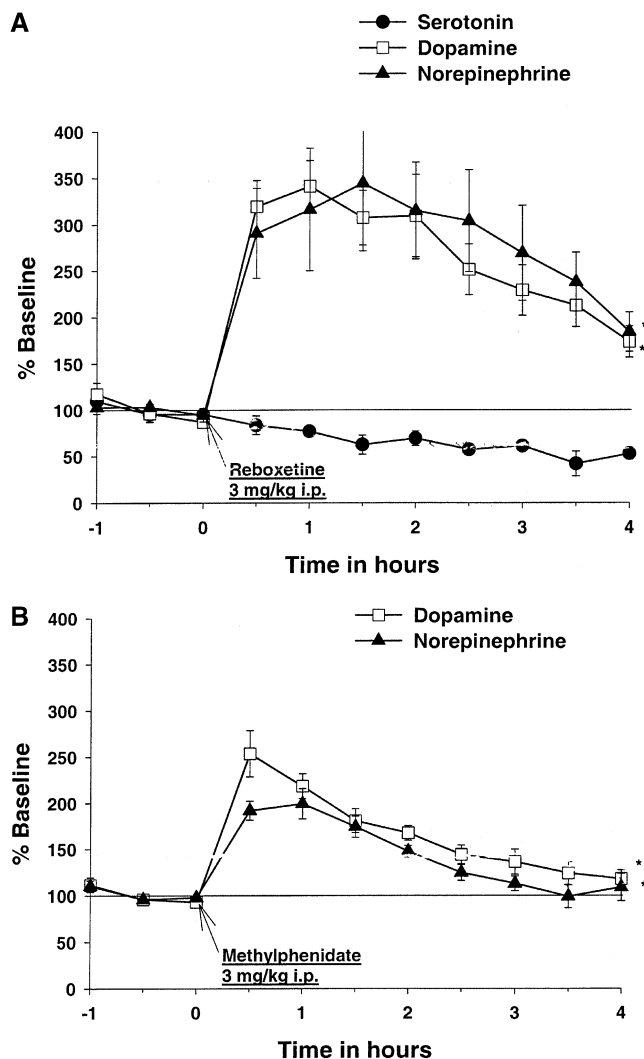 A
Serotonin
Dopamine
Norepinephrine
400
350
300
250
200
150
100
50
0
% Baseline
Reboxetine
3 mg/kg i.p.
*
*
-1 0 1 2 3 4
Time in hours
B
Dopamine
Norepinephrine
400
350
300
250
200
150
100
50
0
% Baseline
Methylphenidate
3 mg/kg i.p.
*
*
-1 0 1 2 3 4
Time in hours